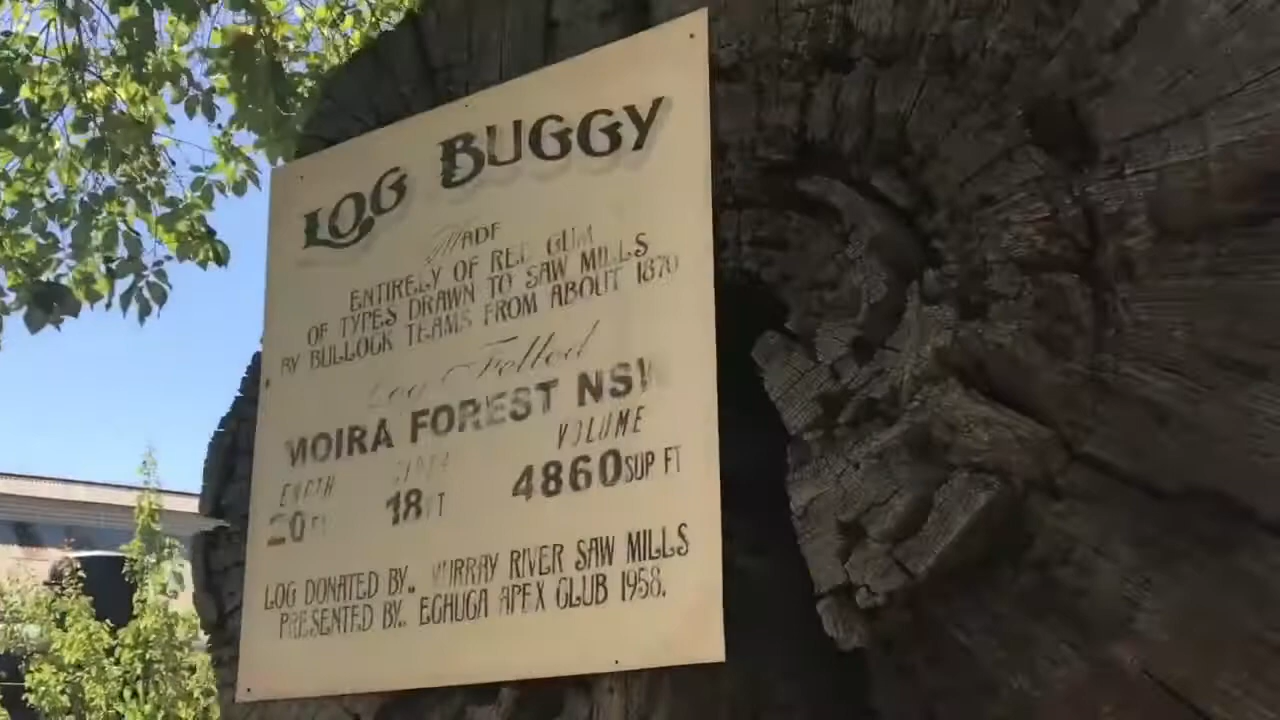 LOG BUGGY
MADE
ENTIRELY OF RED GUM
OF TYPES DRAWN TO SAW MILLS
BY BULLOCK TEAMS FROM ABOUT 1870
Log Felled
MOIRA FOREST NSW
LENGTH GIRTH VOLUME
20 FT 18 FT 4860 SUP FT
LOG DONATED BY. MURRAY RIVER SAW MILLS
PRESENTED BY. ECHUCA APEX CLUB 1958.